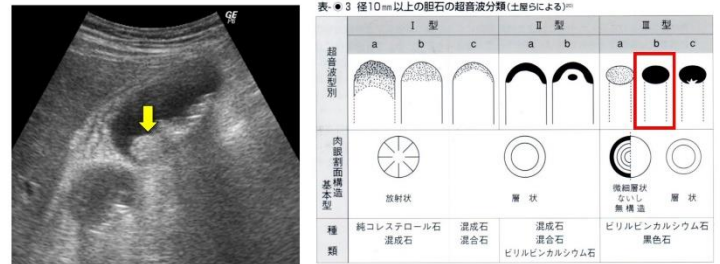 GE
P5
表-● 3 径10mm以上の胆石の超音波分類(土屋らによる)
I 型 II 型 III 型
超音波型別
a b c a b a b c
肉眼割面構造
基本型
放射状
層 状
微細層状
ないし
無構造
層 状
種類
純コレステロール石
混成石
混成石
混合石
混成石
混合石
ビリルビンカルシウム石
ビリルビンカルシウム石
黒色石